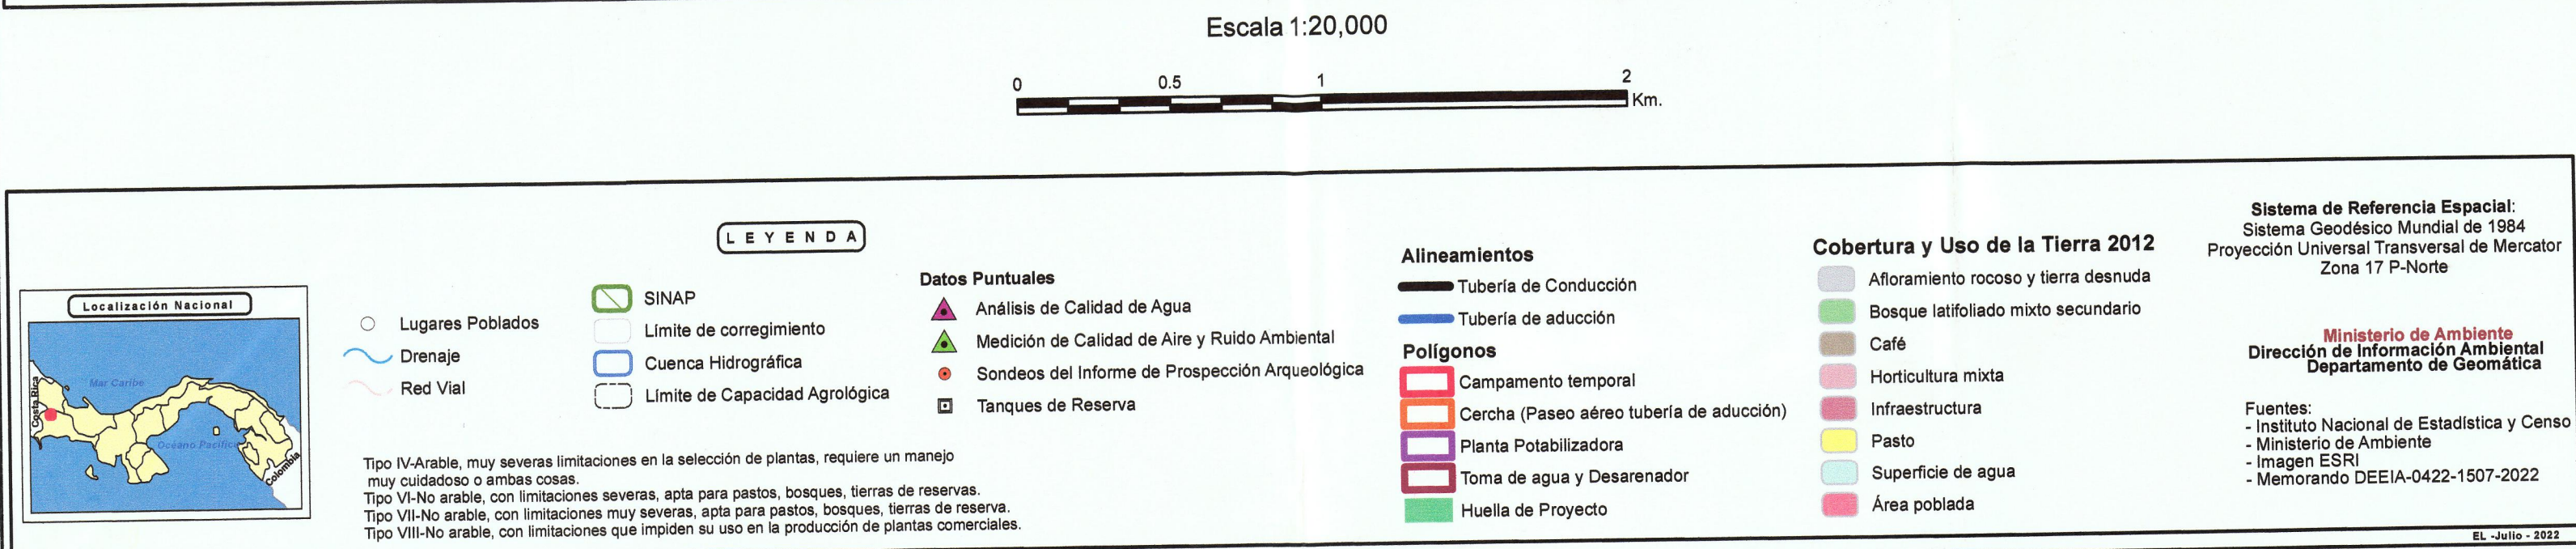 Escala 1:20,000
0 0.5 1 2
Km.
L E Y E N D A
Localización Nacional
Costa Rica
Mar Caribe
Océano Pacífico
Colombia
Lugares Poblados
Drenaje
Red Vial
SINAP
Límite de corregimiento
Cuenca Hidrográfica
Límite de Capacidad Agrológica
Datos Puntuales
Análisis de Calidad de Agua
Medición de Calidad de Aire y Ruido Ambiental
Sondeos del Informe de Prospección Arqueológica
Tanques de Reserva
Tipo IV-Arable, muy severas limitaciones en la selección de plantas, requiere un manejo
muy cuidadoso o ambas cosas.
Tipo VI-No arable, con limitaciones severas, apta para pastos, bosques, tierras de reservas.
Tipo VII-No arable, con limitaciones muy severas, apta para pastos, bosques, tierras de reserva.
Tipo VIII-No arable, con limitaciones que impiden su uso en la producción de plantas comerciales.
Alineamientos
Tubería de Conducción
Tubería de aducción
Polígonos
Campamento temporal
Cercha (Paseo aéreo tubería de aducción)
Planta Potabilizadora
Toma de agua y Desarenador
Huella de Proyecto
Cobertura y Uso de la Tierra 2012
Afloramiento rocoso y tierra desnuda
Bosque latifoliado mixto secundario
Café
Horticultura mixta
Infraestructura
Pasto
Superficie de agua
Área poblada
Sistema de Referencia Espacial:
Sistema Geodésico Mundial de 1984
Proyección Universal Transversal de Mercator
Zona 17 P-Norte
Ministerio de Ambiente
Dirección de Información Ambiental
Departamento de Geomática
Fuentes:
- Instituto Nacional de Estadística y Censo
- Ministerio de Ambiente
- Imagen ESRI
- Memorando DEEIA-0422-1507-2022
EL -Julio - 2022